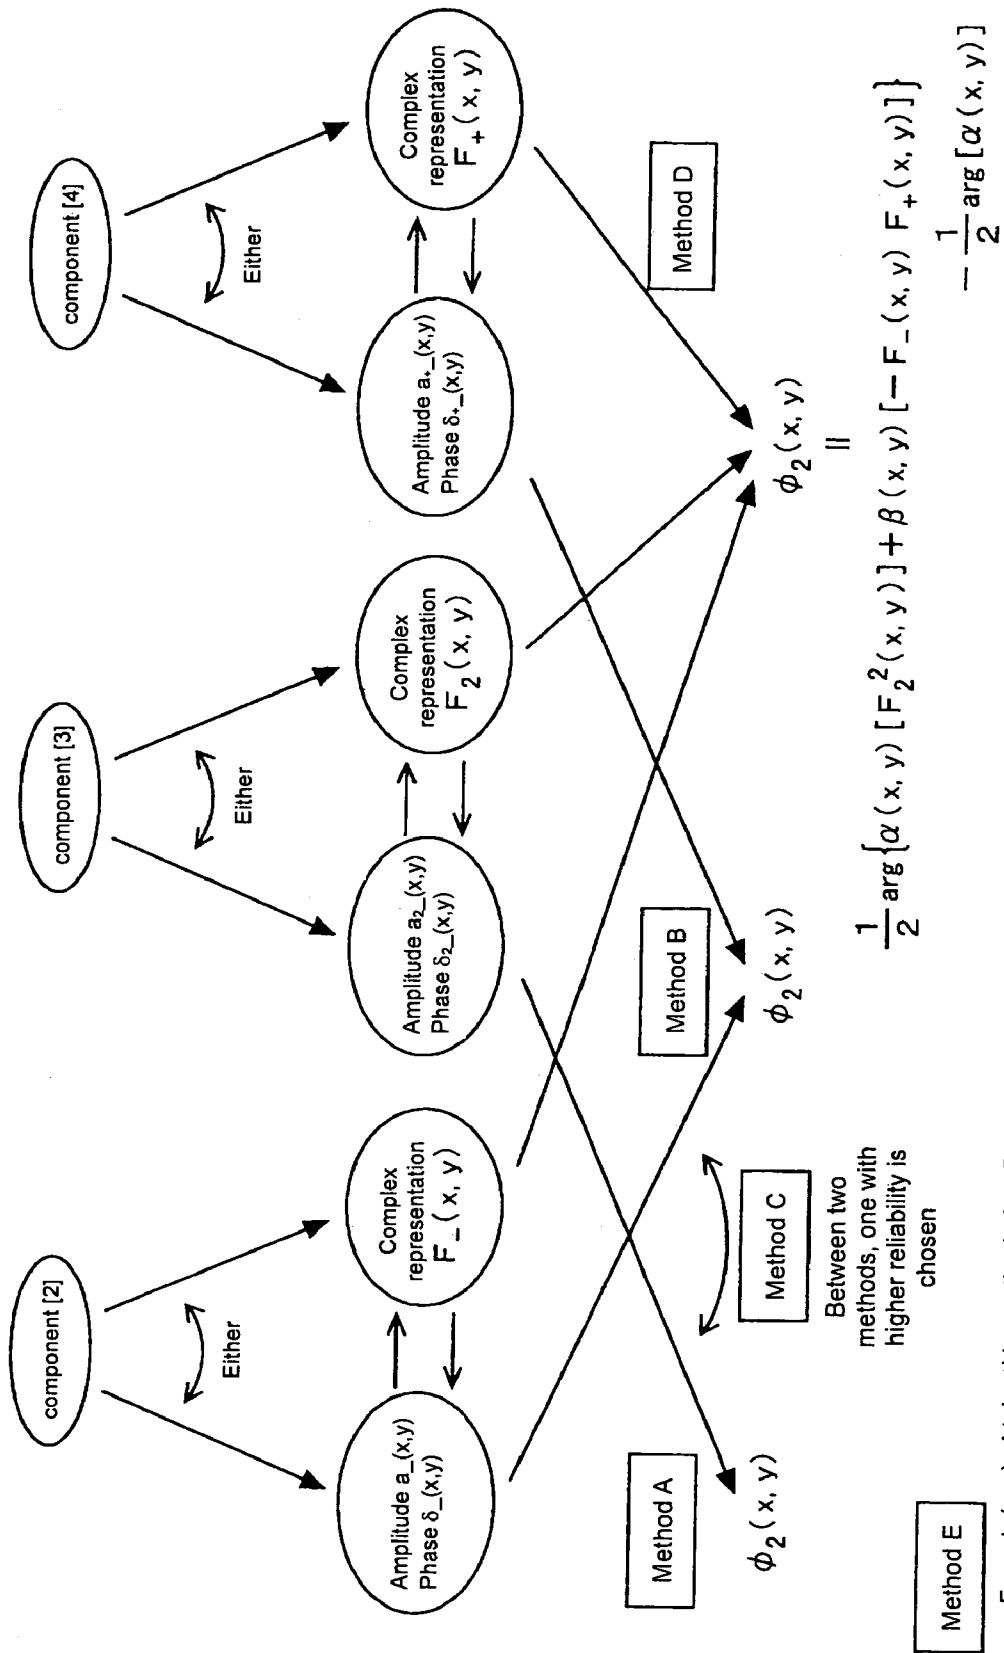 component [2]
component [3]
component [4]
Either
Either
Either
Amplitude a_(x,y)
Phase δ_(x,y)
Complex
representation
F₋(x, y)
Amplitude a₂_(x,y)
Phase δ₂_(x,y)
Complex
representation
F₂(x, y)
Amplitude a₊_(x,y)
Phase δ₊_(x,y)
Complex
representation
F₊(x, y)
Method A
Method B
Method D
ϕ₂(x, y)
Method C
Between two
methods, one with
higher reliability is
chosen
ϕ₂(x, y)
ϕ₂(x, y)
=
1/2 arg{α(x, y) [F₂²(x, y)] + β(x, y) [−F₋(x, y) F₊(x, y)]}
− 1/2 arg[α(x, y)]
Method E